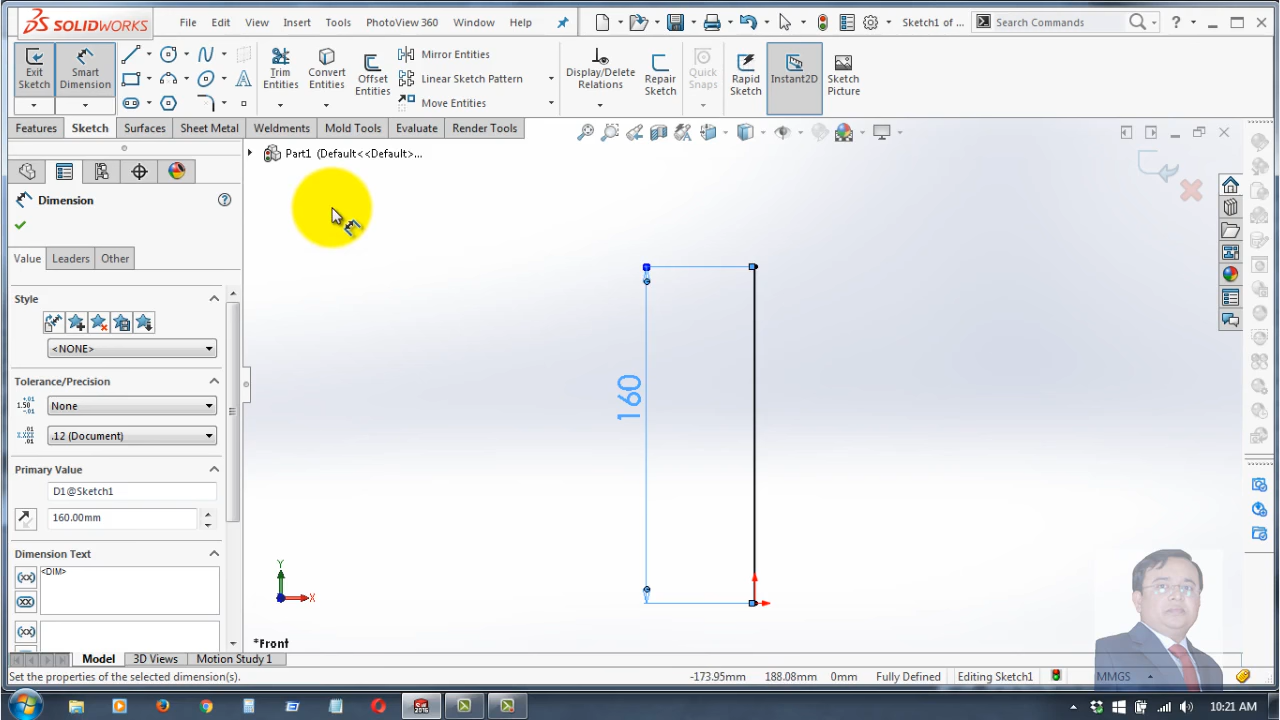 SOLIDWORKS File Edit View Insert Tools PhotoView 360 Window Help Sketch1 of ... Search Commands ?
Exit Sketch
Smart Dimension
Trim Entities
Convert Entities
Offset Entities
Mirror Entities
Linear Sketch Pattern
Move Entities
Display/Delete Relations
Repair Sketch
Quick Snaps
Rapid Sketch
Instant2D
Sketch Picture
Features Sketch Surfaces Sheet Metal Weldments Mold Tools Evaluate Render Tools
Part1 (Default<<Default>...
Dimension
Value Leaders Other
Style
<NONE>
Tolerance/Precision
None
.12 (Document)
Primary Value
D1@Sketch1
160.00mm
Dimension Text
<DIM>
160
Y
X
*Front
Model 3D Views Motion Study 1
Set the properties of the selected dimension(s). -173.95mm 188.08mm 0mm Fully Defined Editing Sketch1 MMGS
10:21 AM